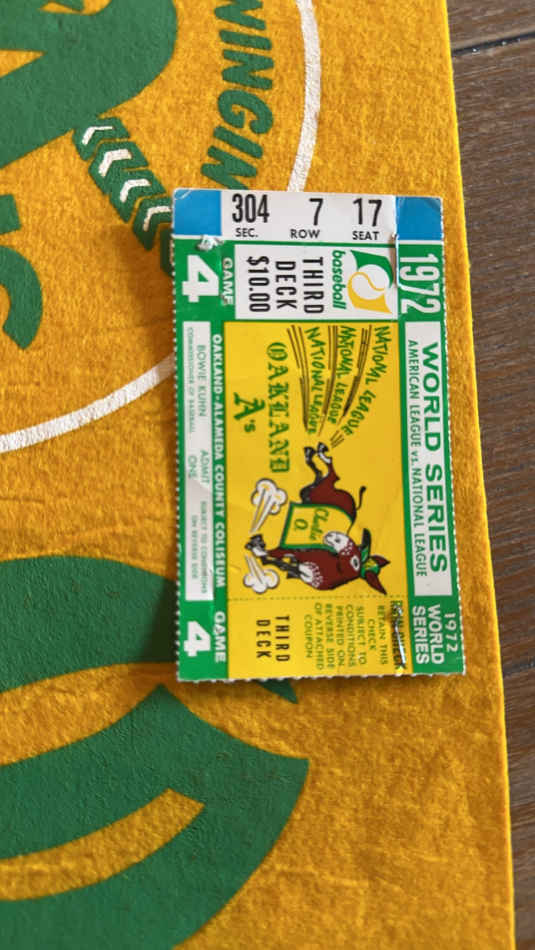 WINGIN
304 7 17
SEC. ROW SEAT
1972
WORLD SERIES
AMERICAN LEAGUE vs. NATIONAL LEAGUE
baseball
THIRD
DECK
$10.00
GAME
4
NATIONAL LEAGUE
NATIONAL LEAGUE
NATIONAL LEAGUE
OAKLAND
A's
Charlie
O.
OAKLAND-ALAMEDA COUNTY COLISEUM
BOWIE KUHN
COMMISSIONER OF BASEBALL
ADMIT
ONE
SUBJECT TO CONDITIONS
ON REVERSE SIDE
1972
WORLD
SERIES
RAIN CHECK
RETAIN THIS
CHECK
SUBJECT TO
CONDITIONS
PRINTED ON
REVERSE SIDE
OF ATTACHED
COUPON
THIRD
DECK
GAME
4